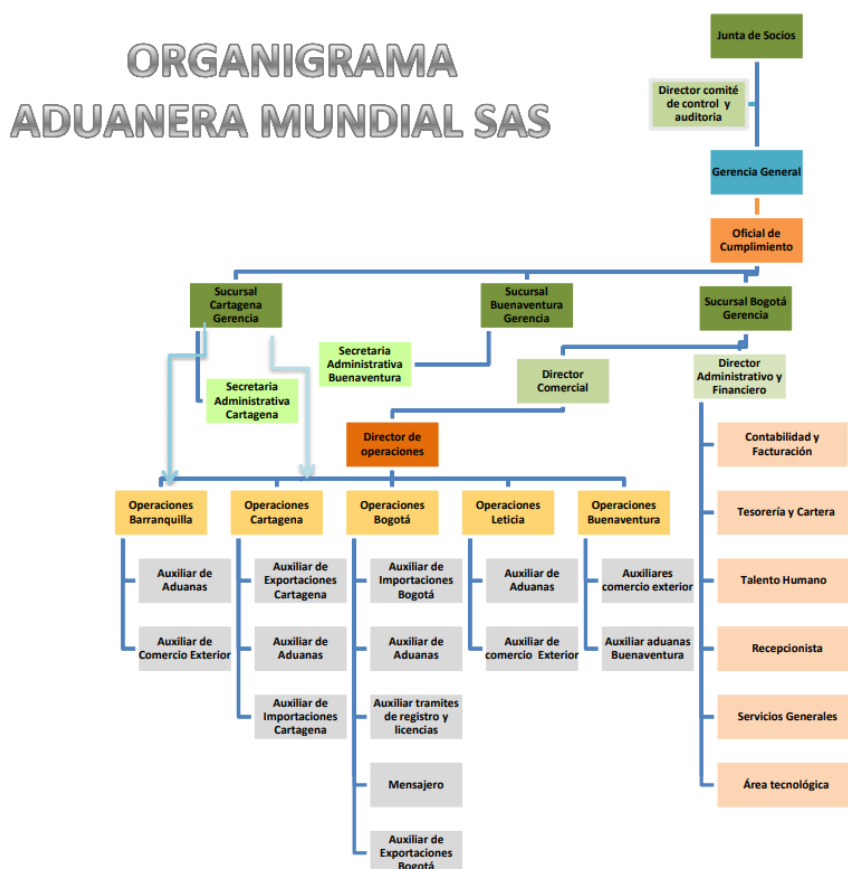 ORGANIGRAMA
ADUANERA MUNDIAL SAS
Junta de Socios
Director comité
de control y
auditoria
Gerencia General
Oficial de
Cumplimiento
Sucursal
Cartagena
Gerencia
Sucursal
Buenaventura
Gerencia
Sucursal Bogotá
Gerencia
Secretaria
Administrativa
Buenaventura
Secretaria
Administrativa
Cartagena
Director
Comercial
Director
Administrativo y
Financiero
Director de
operaciones
Contabilidad y
Facturación
Tesorería y Cartera
Talento Humano
Recepcionista
Servicios Generales
Área tecnológica
Operaciones
Barranquilla
Auxiliar de
Aduanas
Auxiliar de
Comercio Exterior
Operaciones
Cartagena
Auxiliar de
Exportaciones
Cartagena
Auxiliar de
Aduanas
Auxiliar de
Importaciones
Cartagena
Operaciones
Bogotá
Auxiliar de
Importaciones
Bogotá
Auxiliar de
Aduanas
Auxiliar tramites
de registro y
licencias
Mensajero
Auxiliar de
Exportaciones
Bogotá
Operaciones
Leticia
Auxiliar de
Aduanas
Auxiliar de
comercio Exterior
Operaciones
Buenaventura
Auxiliares
comercio exterior
Auxiliar aduanas
Buenaventura